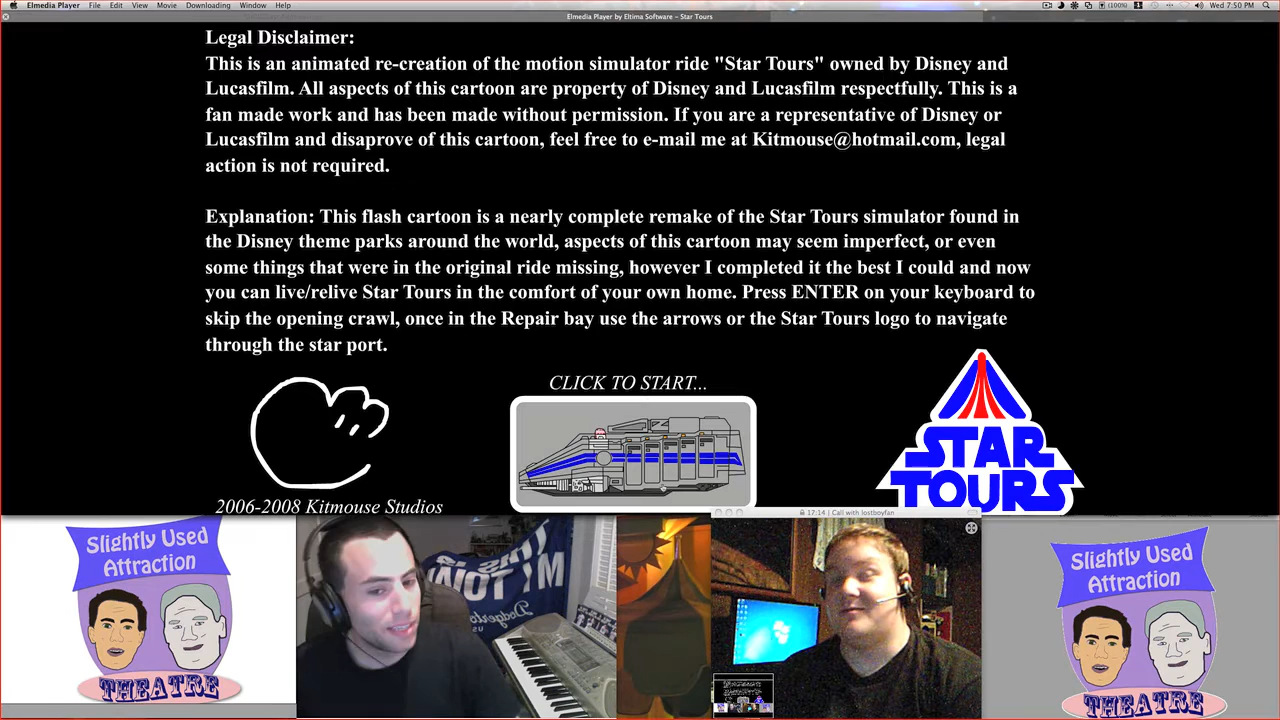 Elmedia Player File Edit View Movie Downloading Window Help
(100%) Wed 7:50 PM
Elmedia Player by Eltima Software - Star Tours
Legal Disclaimer:
This is an animated re-creation of the motion simulator ride "Star Tours" owned by Disney and
Lucasfilm. All aspects of this cartoon are property of Disney and Lucasfilm respectfully. This is a
fan made work and has been made without permission. If you are a representative of Disney or
Lucasfilm and disaprove of this cartoon, feel free to e-mail me at Kitmouse@hotmail.com, legal
action is not required.
Explanation: This flash cartoon is a nearly complete remake of the Star Tours simulator found in
the Disney theme parks around the world, aspects of this cartoon may seem imperfect, or even
some things that were in the original ride missing, however I completed it the best I could and now
you can live/relive Star Tours in the comfort of your own home. Press ENTER on your keyboard to
skip the opening crawl, once in the Repair bay use the arrows or the Star Tours logo to navigate
through the star port.
CLICK TO START...
STAR
TOURS
2006-2008 Kitmouse Studios
17:14 | Call with lostboyfan
Slightly Used
Attraction
THEATRE
THIS IS
MY TOWN
Slightly Used
Attraction
THEATRE